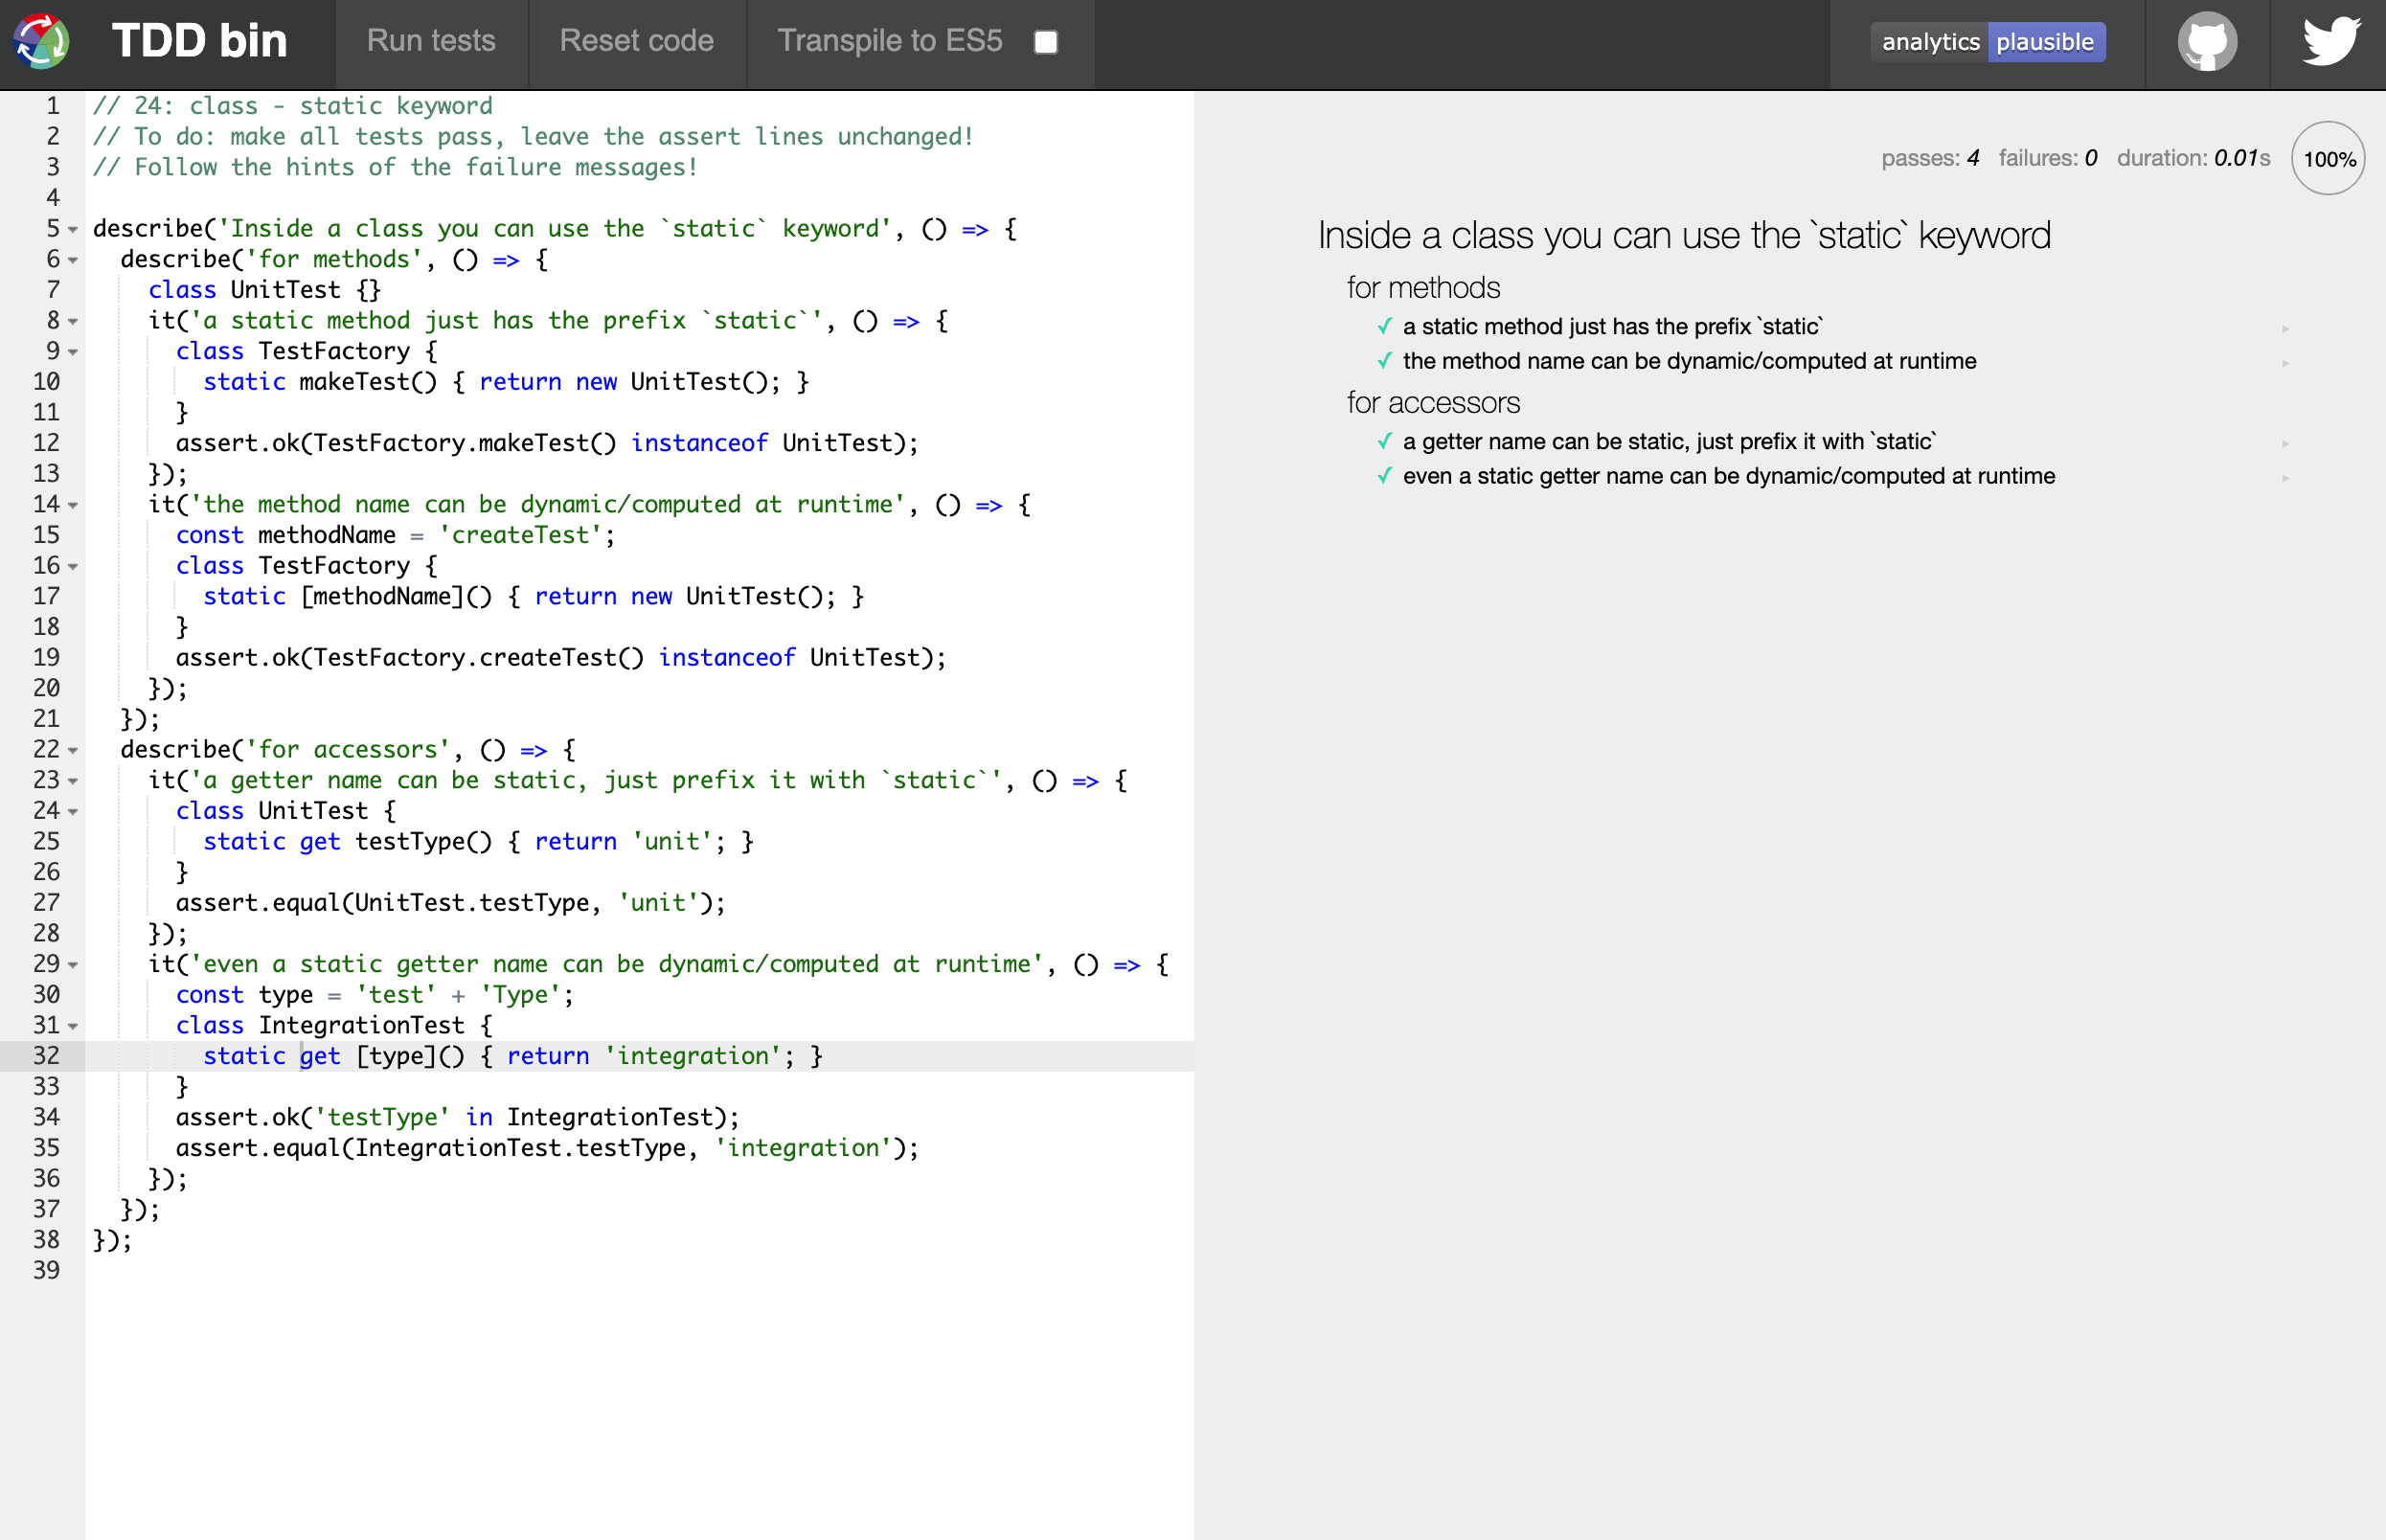 TDD bin
Run tests
Reset code
Transpile to ES5
analytics plausible
1 // 24: class - static keyword
2 // To do: make all tests pass, leave the assert lines unchanged!
3 // Follow the hints of the failure messages!
4
5 describe('Inside a class you can use the `static` keyword', () => {
6   describe('for methods', () => {
7     class UnitTest {}
8     it('a static method just has the prefix `static`', () => {
9       class TestFactory {
10         static makeTest() { return new UnitTest(); }
11       }
12       assert.ok(TestFactory.makeTest() instanceof UnitTest);
13     });
14     it('the method name can be dynamic/computed at runtime', () => {
15       const methodName = 'createTest';
16       class TestFactory {
17         static [methodName]() { return new UnitTest(); }
18       }
19       assert.ok(TestFactory.createTest() instanceof UnitTest);
20     });
21   });
22   describe('for accessors', () => {
23     it('a getter name can be static, just prefix it with `static`', () => {
24       class UnitTest {
25         static get testType() { return 'unit'; }
26       }
27       assert.equal(UnitTest.testType, 'unit');
28     });
29     it('even a static getter name can be dynamic/computed at runtime', () => {
30       const type = 'test' + 'Type';
31       class IntegrationTest {
32         static get [type]() { return 'integration'; }
33       }
34       assert.ok('testType' in IntegrationTest);
35       assert.equal(IntegrationTest.testType, 'integration');
36     });
37   });
38 });
39
passes: 4 failures: 0 duration: 0.01s 100%
Inside a class you can use the `static` keyword
for methods
✓ a static method just has the prefix `static`
✓ the method name can be dynamic/computed at runtime
for accessors
✓ a getter name can be static, just prefix it with `static`
✓ even a static getter name can be dynamic/computed at runtime